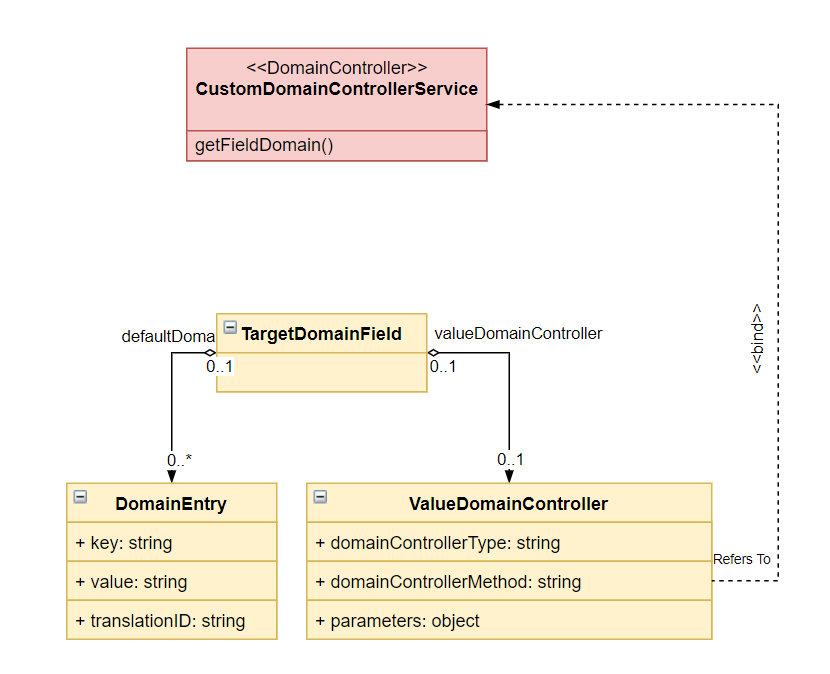 <<DomainController>>
CustomDomainControllerService
getFieldDomain()
defaultDoma
TargetDomainField
valueDomainController
0..1
0..1
<<bind>>
0..*
0..1
DomainEntry
+ key: string
+ value: string
+ translationID: string
ValueDomainController
+ domainControllerType: string
+ domainControllerMethod: string
+ parameters: object
Refers To